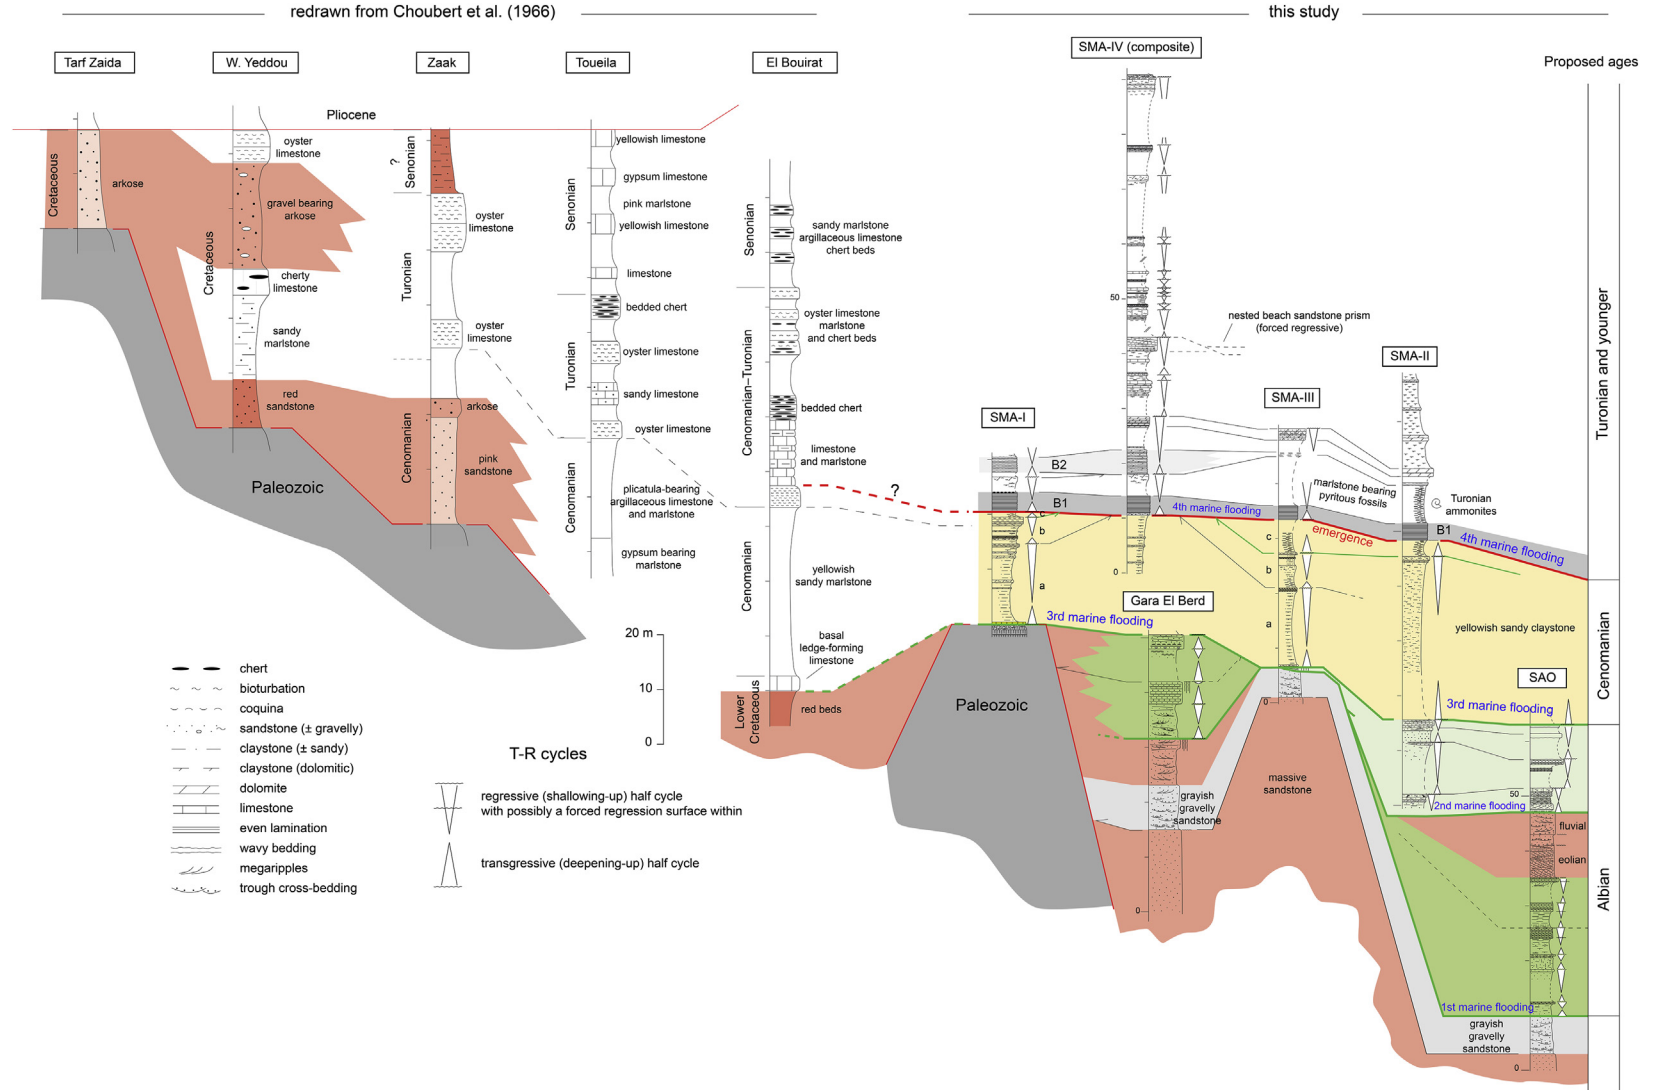 redrawn from Choubert et al. (1966)
this study
Tarf Zaida
W. Yeddou
Zaak
Toueila
El Bouirat
SMA-IV (composite)
Proposed ages
Pliocene
Cretaceous
arkose
oyster
limestone
gravel bearing
arkose
Cretaceous
cherty
limestone
sandy
marlstone
red
sandstone
Paleozoic
?
Senonian
oyster
limestone
Turonian
oyster
limestone
arkose
Cenomanian
pink
sandstone
yellowish limestone
gypsum limestone
pink marlstone
yellowish limestone
Senonian
limestone
bedded chert
Turonian
oyster limestone
sandy limestone
oyster limestone
Cenomanian
plicatula-bearing
argillaceous limestone
and marlstone
gypsum bearing
marlstone
Senonian
sandy marlstone
argillaceous limestone
chert beds
oyster limestone
marlstone
and chert beds
Cenomanian–Turonian
bedded chert
limestone
and marlstone
Cenomanian
yellowish
sandy marlstone
basal
ledge-forming
limestone
Lower
Cretaceous
red beds
20 m
10
0
chert
bioturbation
coquina
sandstone (± gravelly)
claystone (± sandy)
claystone (dolomitic)
dolomite
limestone
even lamination
wavy bedding
megaripples
trough cross-bedding
T-R cycles
regressive (shallowing-up) half cycle
with possibly a forced regression surface within
transgressive (deepening-up) half cycle
?
SMA-I
B2
B1
c
b
a
50
0
nested beach sandstone prism
(forced regressive)
SMA-III
SMA-II
marlstone bearing
pyritous fossils
Turonian
ammonites
4th marine flooding
emergence
B1
4th marine flooding
c
b
a
0
Gara El Berd
3rd marine flooding
yellowish sandy claystone
SAO
3rd marine flooding
Paleozoic
grayish
gravelly
sandstone
0
massive
sandstone
50
2nd marine flooding
fluvial
eolian
1st marine flooding
grayish
gravelly
sandstone
0
Turonian and younger
Cenomanian
Albian